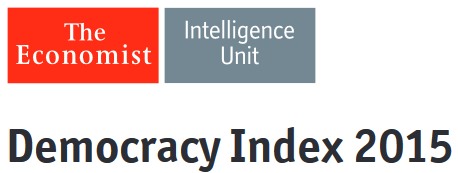 The
Economist
Intelligence
Unit
Democracy Index 2015